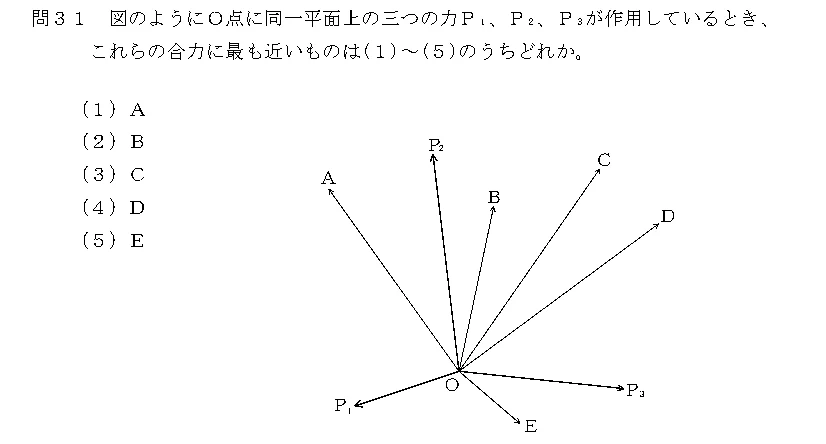 問３１　図のようにＯ点に同一平面上の三つの力Ｐ₁、Ｐ₂、Ｐ₃が作用しているとき、
これらの合力に最も近いものは(１)～(５)のうちどれか。
(１) Ａ
(２) Ｂ
(３) Ｃ
(４) Ｄ
(５) Ｅ
P₂
C
A
B
D
O
P₁
P₃
E